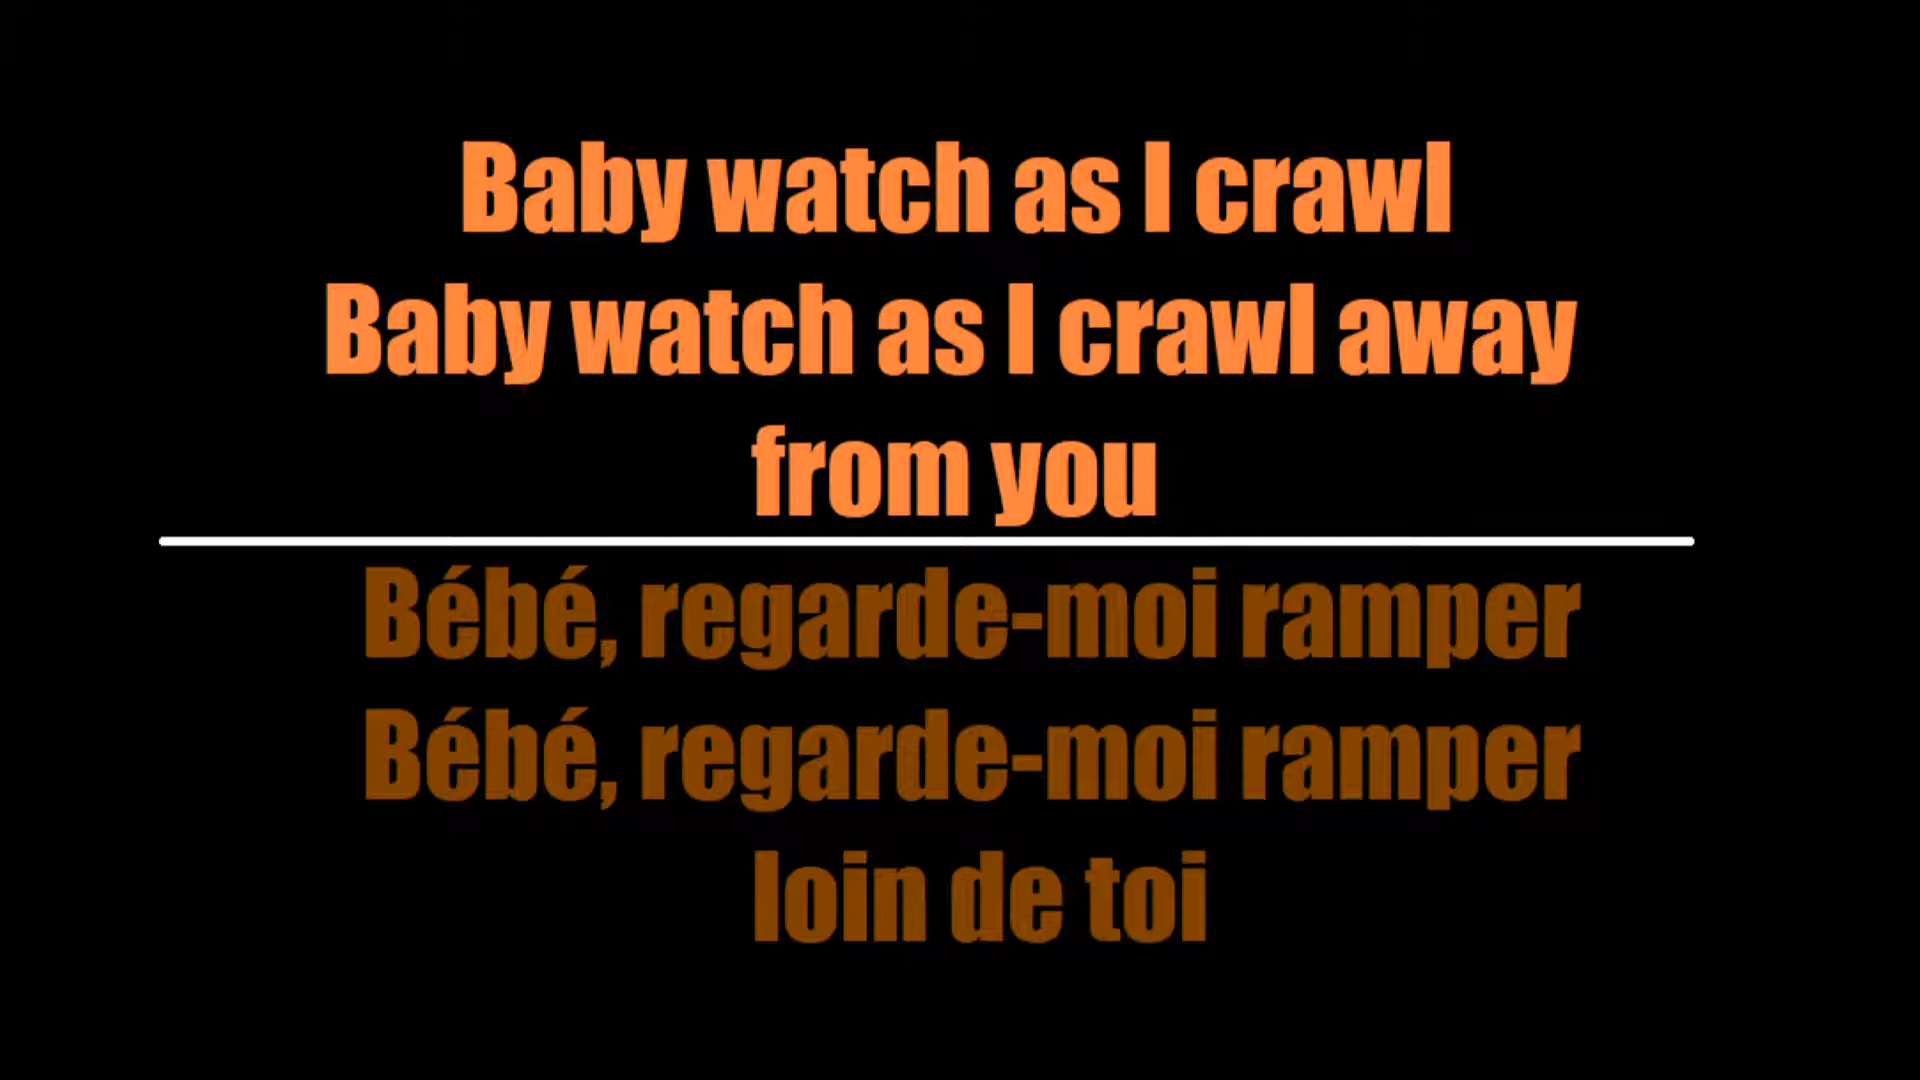 Baby watch as I crawl
Baby watch as I crawl away
from you
Bébé, regarde-moi ramper
Bébé, regarde-moi ramper
loin de toi